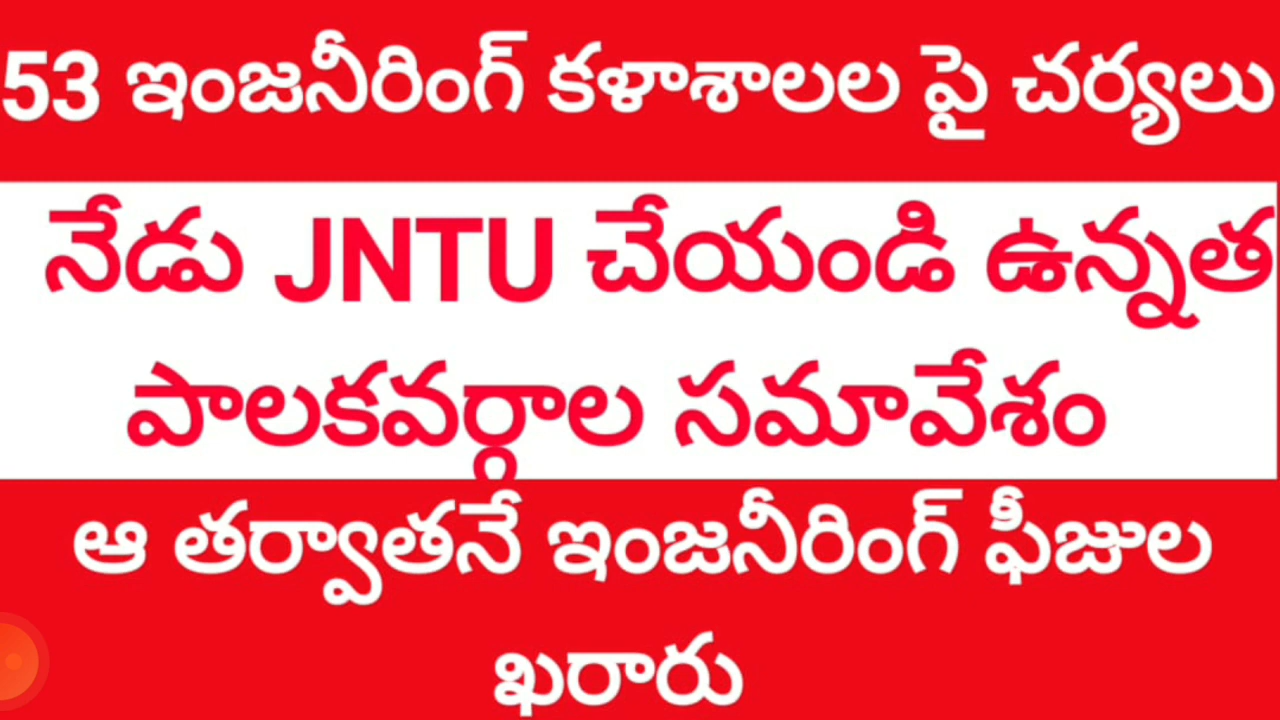 53 ఇంజనీరింగ్ కళాశాలల పై చర్యలు
నేడు JNTU చేయండి ఉన్నత
పాలకవర్గాల సమావేశం
ఆ తర్వాతనే ఇంజనీరింగ్ ఫీజుల
ఖరారు